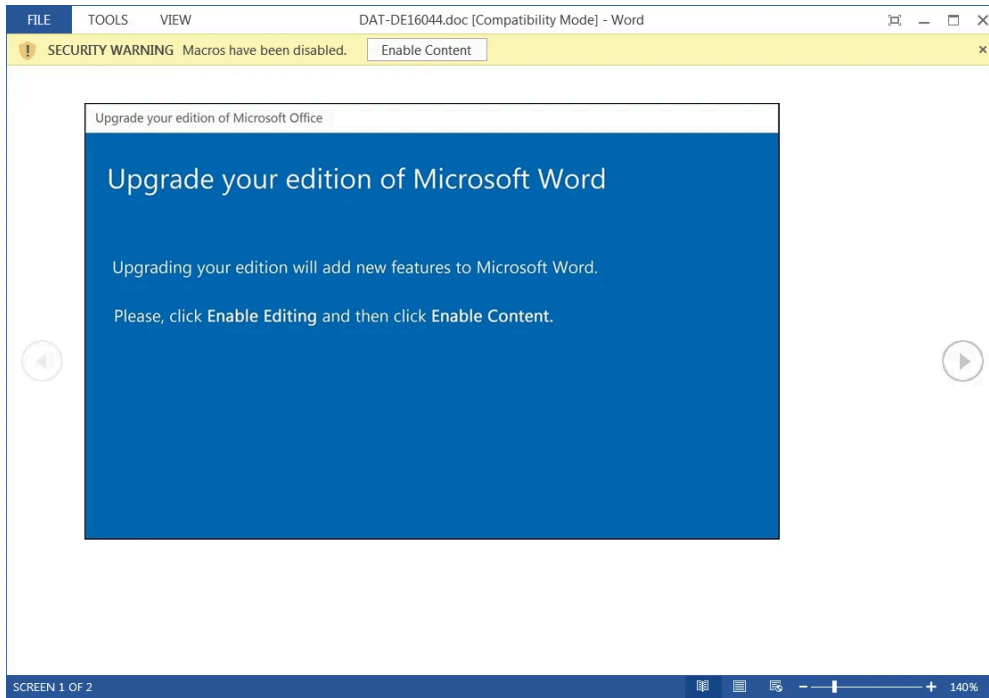 FILE TOOLS VIEW DAT-DE16044.doc [Compatibility Mode] - Word
! SECURITY WARNING Macros have been disabled. Enable Content
Upgrade your edition of Microsoft Office
Upgrade your edition of Microsoft Word
Upgrading your edition will add new features to Microsoft Word.
Please, click Enable Editing and then click Enable Content.
SCREEN 1 OF 2 140%